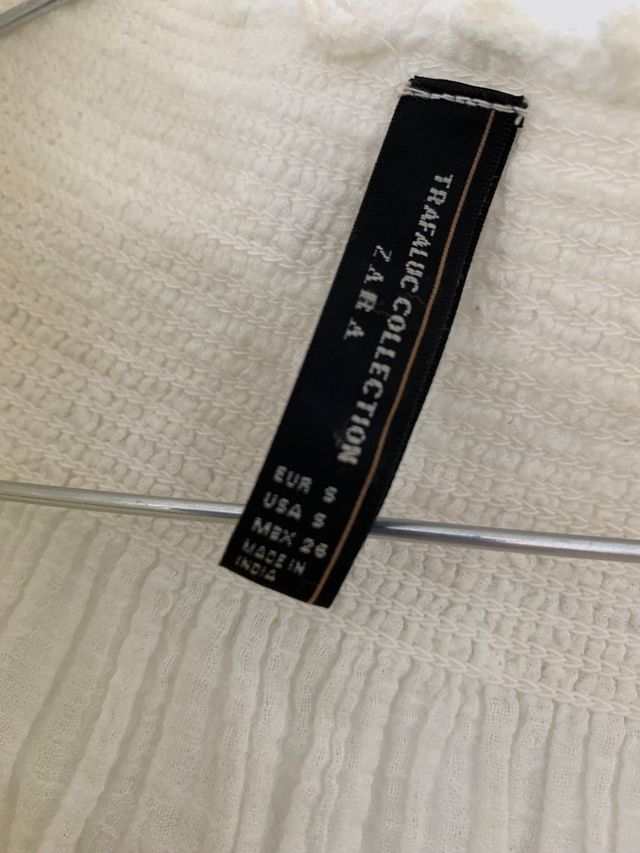 TRAFALUC COLLECTION
ZARA
EUR S
USA S
MEX 26
MADE IN
INDIA